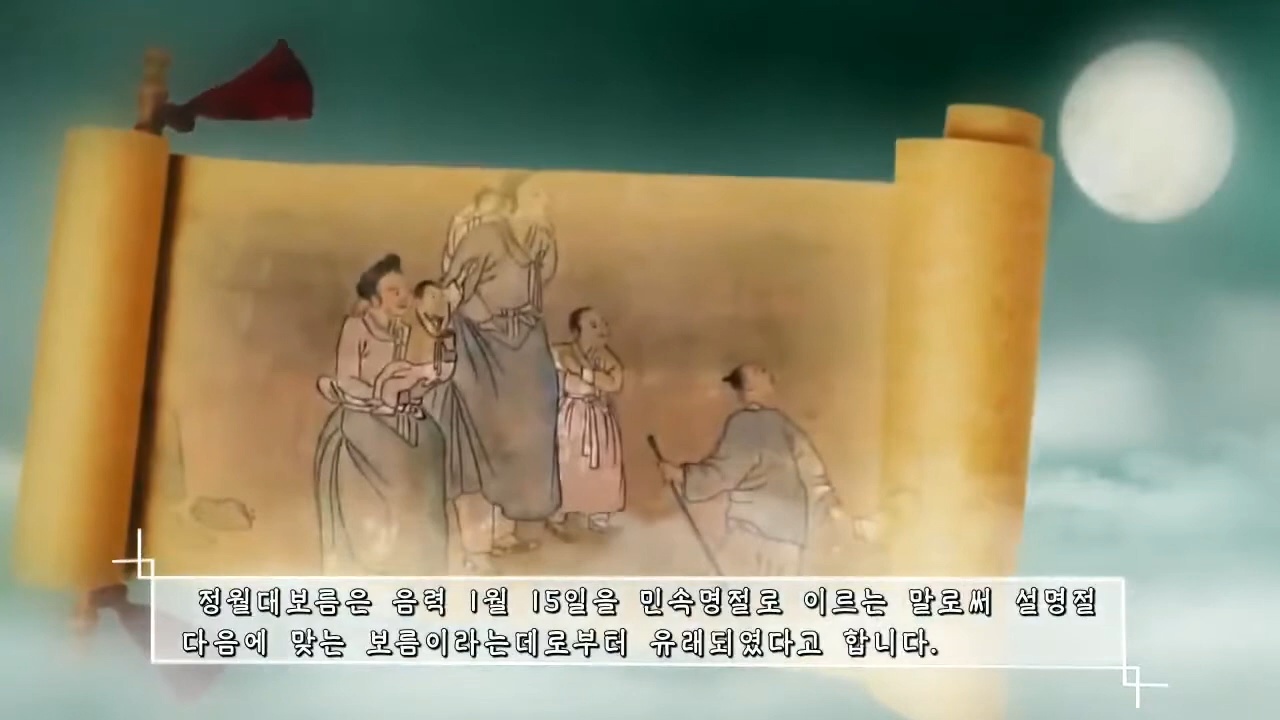 정월대보름은 음력 1월 15일을 민속명절로 이르는 말로써 설명절
다음에 맞는 보름이라는데로부터 유래되였다고 합니다.